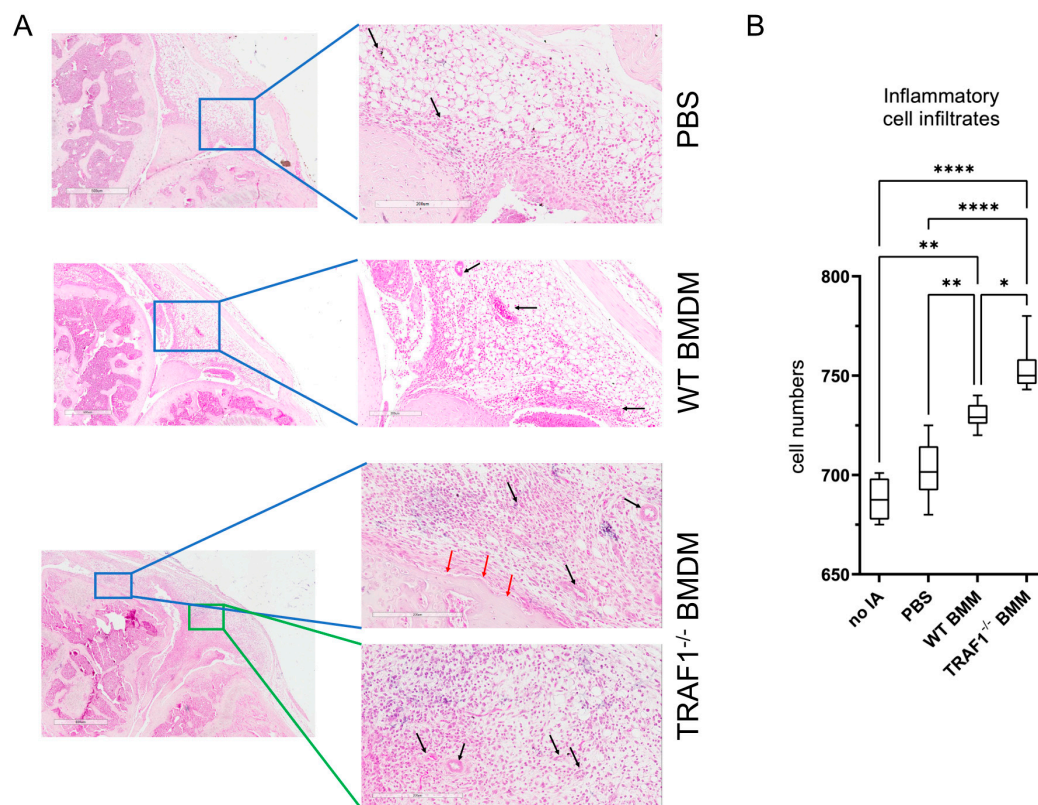 A
B
PBS
WT BMDM
TRAF1-/- BMDM
200um
Inflammatory
cell infiltrates
****
****
**
**
*
800
750
700
650
cell numbers
no IA
PBS
WT BMM
TRAF1-/- BMM